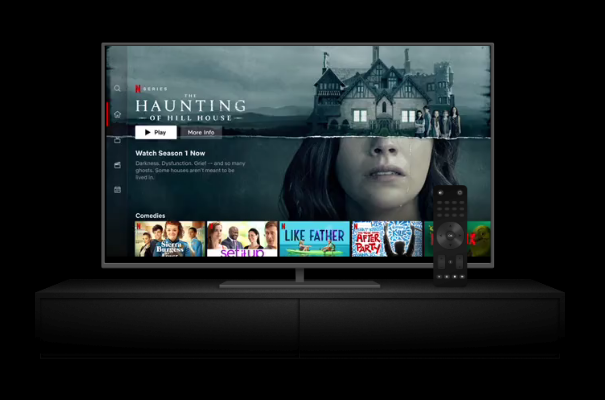 N SERIES
THE
HAUNTING
OF HILL HOUSE
Play
More Info
Watch Season 1 Now
Darkness. Dysfunction. Grief — and so many
ghosts. Some houses aren't meant to be
lived in.
Comedies
Sierra
Burgess
set it up
LIKE FATHER
THE
AFTER
PARTY